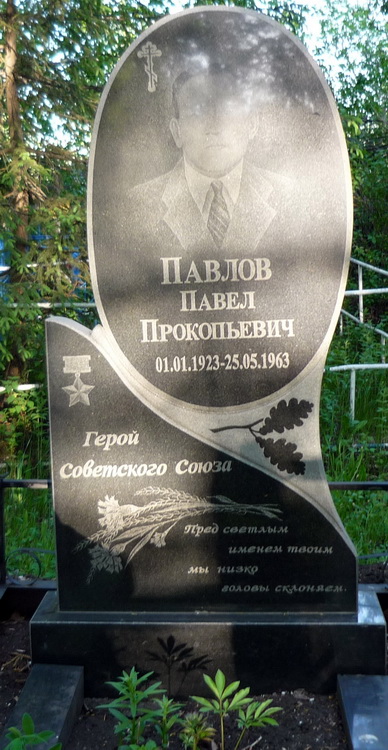 ПАВЛОВ
ПАВЕЛ
ПРОКОПЬЕВИЧ
01.01.1923-25.05.1963
Герой
Советского Союза
Пред светлым
именем твоим
мы низко
головы склоняем.